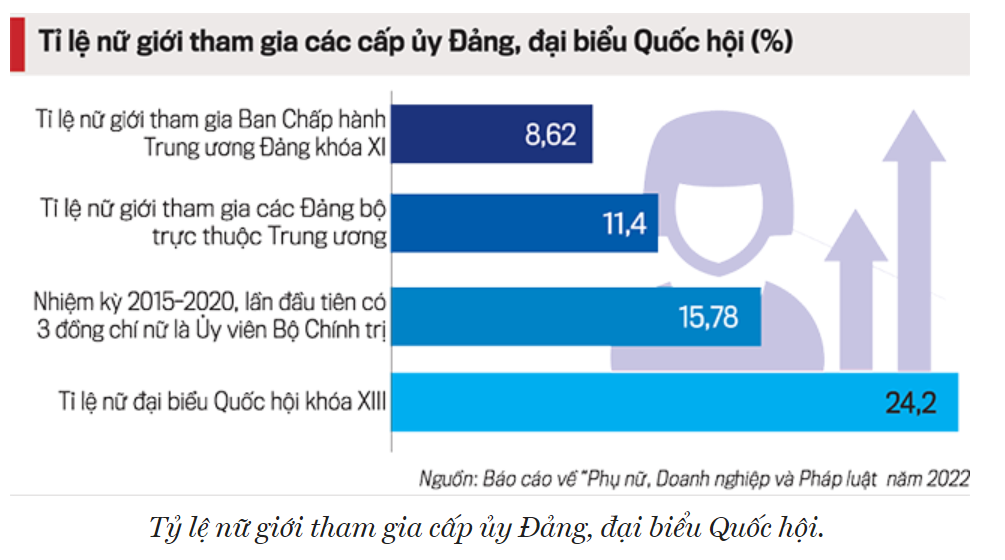 Tỉ lệ nữ giới tham gia các cấp ủy Đảng, đại biểu Quốc hội (%)
Tỉ lệ nữ giới tham gia Ban Chấp hành
Trung ương Đảng khóa XI
8,62
Tỉ lệ nữ giới tham gia các Đảng bộ
trực thuộc Trung ương
11,4
Nhiệm kỳ 2015-2020, lần đầu tiên có
3 đồng chí nữ là Ủy viên Bộ Chính trị
15,78
Tỉ lệ nữ đại biểu Quốc hội khóa XIII
24,2
Nguồn: Báo cáo về “Phụ nữ, Doanh nghiệp và Pháp luật năm 2022
Tỷ lệ nữ giới tham gia cấp ủy Đảng, đại biểu Quốc hội.